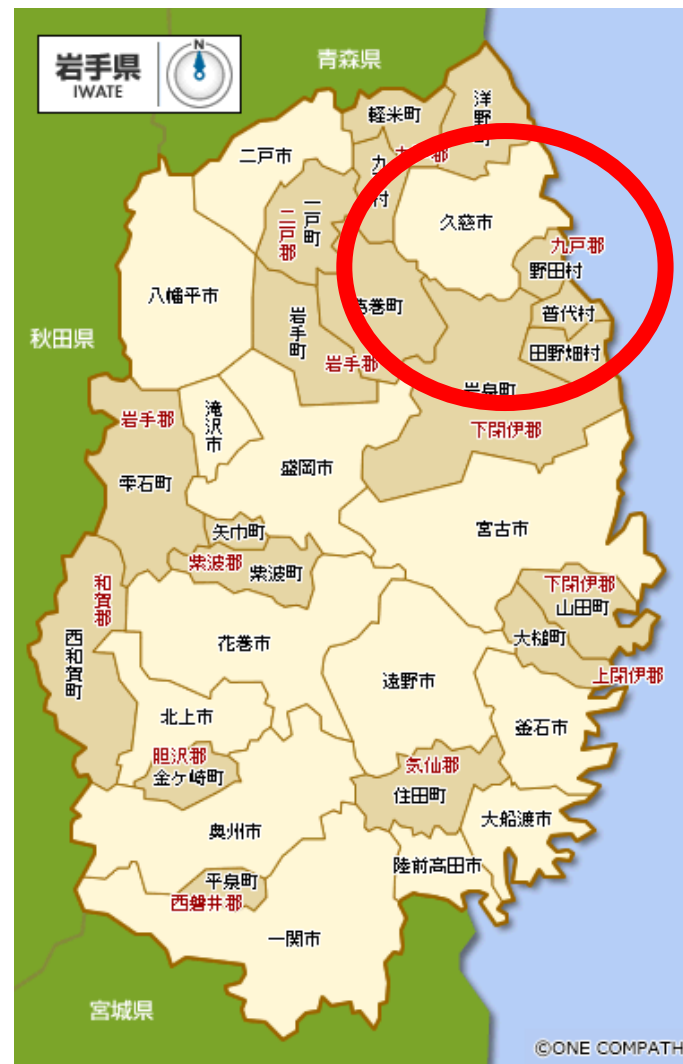 岩手県
IWATE
N
青森県
洋野町
軽米町
九戸郡
二戸市
一戸町
二戸郡
久慈市
九戸郡
野田村
八幡平市
岩手町
普代村
秋田県
田野畑村
岩手郡
岩泉町
岩手郡
滝沢市
下閉伊郡
盛岡市
雫石町
矢巾町
宮古市
紫波郡
紫波町
和賀郡
下閉伊郡
山田町
西和賀町
花巻市
大槌町
遠野市
上閉伊郡
北上市
釜石市
胆沢郡
金ケ崎町
気仙郡
住田町
奥州市
大船渡市
陸前高田市
平泉町
西磐井郡
一関市
宮城県
©ONE COMPATH